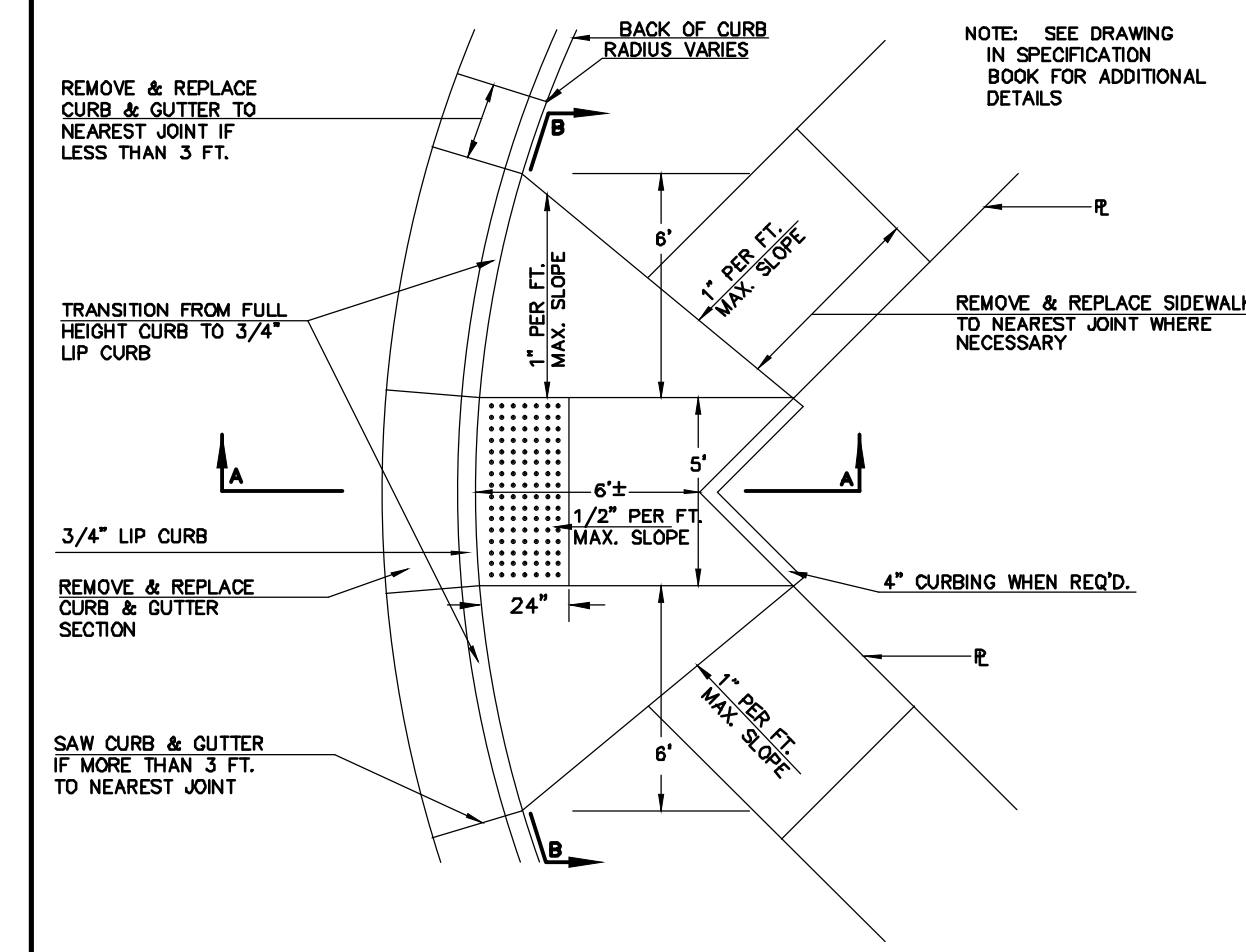 BACK OF CURB
RADIUS VARIES
NOTE: SEE DRAWING
IN SPECIFICATION
BOOK FOR ADDITIONAL
DETAILS
REMOVE & REPLACE
CURB & GUTTER TO
NEAREST JOINT IF
LESS THAN 3 FT.
B
6'
1" PER FT.
MAX. SLOPE
1" PER FT.
MAX. SLOPE
PL
TRANSITION FROM FULL
HEIGHT CURB TO 3/4"
LIP CURB
REMOVE & REPLACE SIDEWALK
TO NEAREST JOINT WHERE
NECESSARY
A
5'
A
6'±
1/2" PER FT.
MAX. SLOPE
3/4" LIP CURB
REMOVE & REPLACE
CURB & GUTTER
SECTION
24"
4" CURBING WHEN REQ'D.
PL
1" PER FT.
MAX. SLOPE
6'
SAW CURB & GUTTER
IF MORE THAN 3 FT.
TO NEAREST JOINT
B